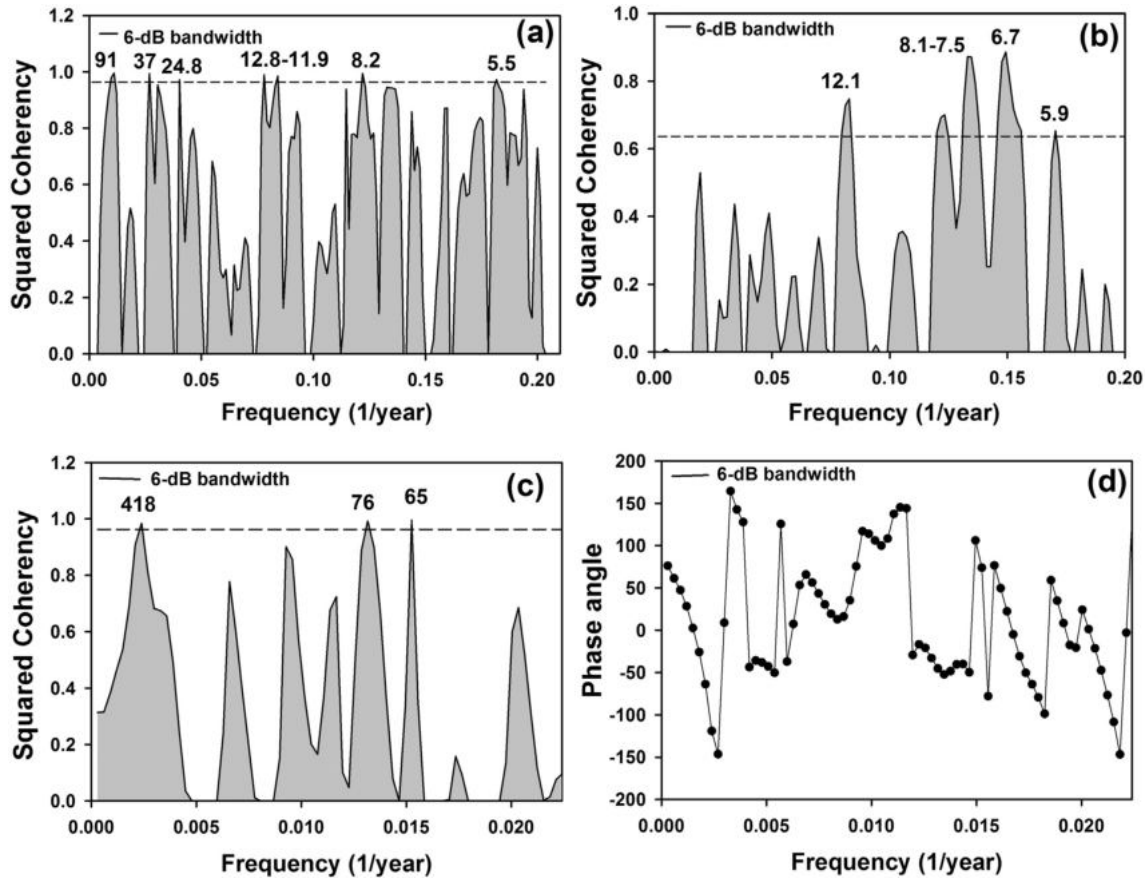 (a)
6-dB bandwidth
91 37 24.8 12.8-11.9 8.2 5.5
1.2
1.0
0.8
0.6
0.4
0.2
0.0
Squared Coherency
0.00 0.05 0.10 0.15 0.20
Frequency (1/year)
(b)
6-dB bandwidth
12.1 8.1-7.5 6.7 5.9
1.0
0.8
0.6
0.4
0.2
0.0
Squared Coherency
0.00 0.05 0.10 0.15 0.20
Frequency (1/year)
(c)
6-dB bandwidth
418 76 65
1.2
1.0
0.8
0.6
0.4
0.2
0.0
Squared Coherency
0.000 0.005 0.010 0.015 0.020
Frequency (1/year)
(d)
6-dB bandwidth
200
150
100
50
0
-50
-100
-150
-200
Phase angle
0.000 0.005 0.010 0.015 0.020
Frequency (1/year)